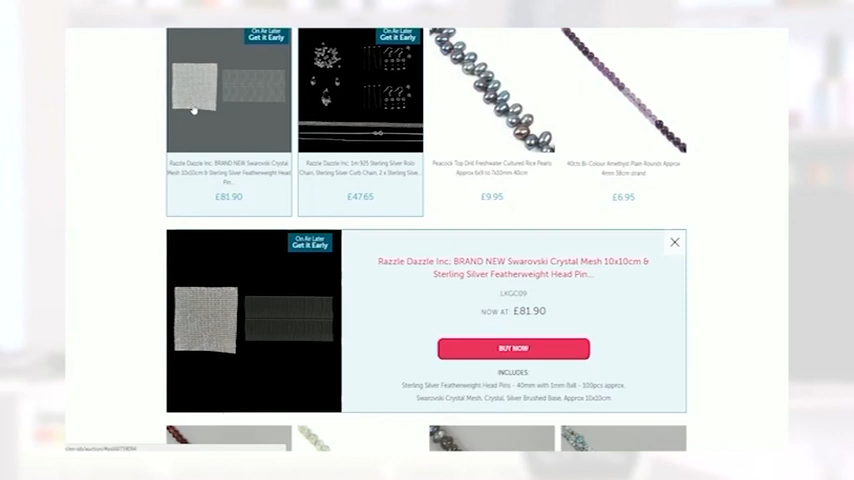 On Air Later
Get it Early
On Air Later
Get it Early
Razzle Dazzle Inc; BRAND NEW Swarovski Crystal
Mesh 10x10cm & Sterling Silver Featherweight Head
Pin...
£81.90
Razzle Dazzle Inc; 1m 925 Sterling Silver Rolo
Chain, Sterling Silver Curb Chain, 2 x Sterling Silve...
£47.65
Peacock Top Drill Freshwater Cultured Rice Pearls
Approx 6x9 to 7x10mm 40cm
£9.95
40cts Bi-Colour Amethyst Plain Rounds Approx
4mm 38cm strand
£6.95
On Air Later
Get it Early
Razzle Dazzle Inc; BRAND NEW Swarovski Crystal Mesh 10x10cm &
Sterling Silver Featherweight Head Pin...
LKGC09
NOW AT: £81.90
BUY NOW
INCLUDES:
Sterling Silver Featherweight Head Pins - 40mm with 1mm Ball - 100pcs approx.
Swarovski Crystal Mesh, Crystal, Silver Brushed Base, Approx 10x10cm